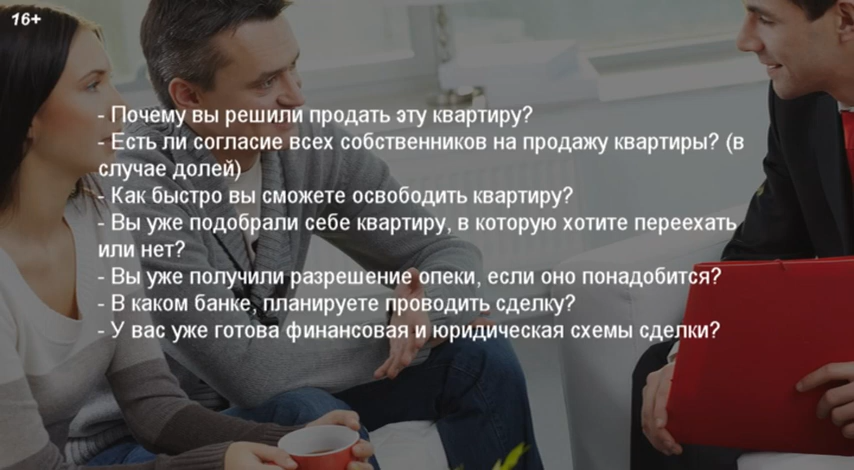 16+
- Почему вы решили продать эту квартиру?
- Есть ли согласие всех собственников на продажу квартиры? (в
случае долей)
- Как быстро вы сможете освободить квартиру?
- Вы уже подобрали себе квартиру, в которую хотите переехать
или нет?
- Вы уже получили разрешение опеки, если оно понадобится?
- В каком банке, планируете проводить сделку?
- У вас уже готова финансовая и юридическая схемы сделки?